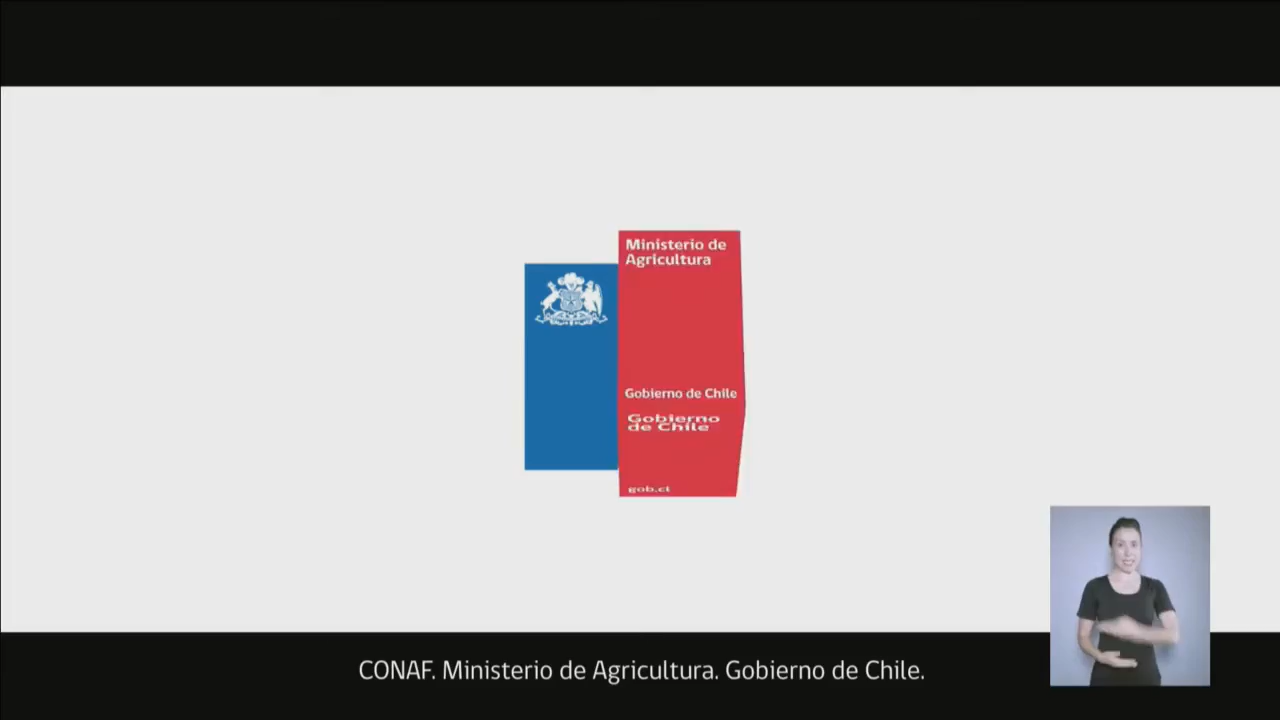 Ministerio de
Agricultura
Gobierno de Chile
Gobierno
de Chile
gob.cl
CONAF. Ministerio de Agricultura. Gobierno de Chile.